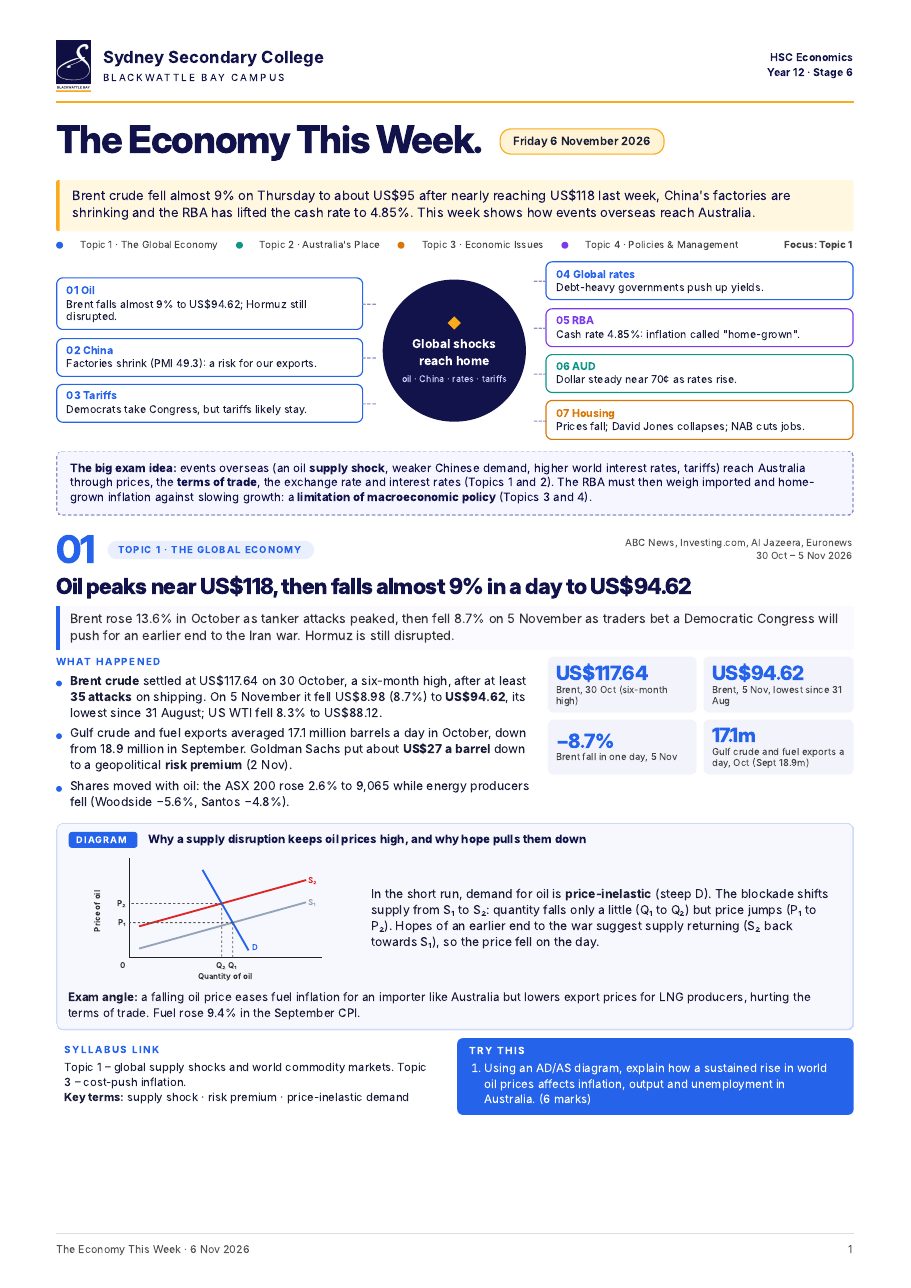 BLACKWATTLE BAY
Sydney Secondary College
BLACKWATTLE BAY CAMPUS
HSC Economics
Year 12 · Stage 6
The Economy This Week.
Friday 6 November 2026
Brent crude fell almost 9% on Thursday to about US$95 after nearly reaching US$118 last week, China's factories are
shrinking and the RBA has lifted the cash rate to 4.85%. This week shows how events overseas reach Australia.
Topic 1 · The Global Economy
Topic 2 · Australia's Place
Topic 3 · Economic Issues
Topic 4 · Policies & Management
Focus: Topic 1
01 Oil
Brent falls almost 9% to US$94.62; Hormuz still
disrupted.
02 China
Factories shrink (PMI 49.3): a risk for our exports.
03 Tariffs
Democrats take Congress, but tariffs likely stay.
Global shocks
reach home
oil · China · rates · tariffs
04 Global rates
Debt-heavy governments push up yields.
05 RBA
Cash rate 4.85%: inflation called "home-grown".
06 AUD
Dollar steady near 70¢ as rates rise.
07 Housing
Prices fall; David Jones collapses; NAB cuts jobs.
The big exam idea: events overseas (an oil supply shock, weaker Chinese demand, higher world interest rates, tariffs) reach Australia
through prices, the terms of trade, the exchange rate and interest rates (Topics 1 and 2). The RBA must then weigh imported and home-
grown inflation against slowing growth: a limitation of macroeconomic policy (Topics 3 and 4).
01
TOPIC 1 · THE GLOBAL ECONOMY
ABC News, Investing.com, Al Jazeera, Euronews
30 Oct – 5 Nov 2026
Oil peaks near US$118, then falls almost 9% in a day to US$94.62
Brent rose 13.6% in October as tanker attacks peaked, then fell 8.7% on 5 November as traders bet a Democratic Congress will
push for an earlier end to the Iran war. Hormuz is still disrupted.
WHAT HAPPENED
Brent crude settled at US$117.64 on 30 October, a six-month high, after at least
35 attacks on shipping. On 5 November it fell US$8.98 (8.7%) to US$94.62, its
lowest since 31 August; US WTI fell 8.3% to US$88.12.
Gulf crude and fuel exports averaged 17.1 million barrels a day in October, down
from 18.9 million in September. Goldman Sachs put about US$27 a barrel down
to a geopolitical risk premium (2 Nov).
Shares moved with oil: the ASX 200 rose 2.6% to 9,065 while energy producers
fell (Woodside −5.6%, Santos −4.8%).
US$117.64
Brent, 30 Oct (six-month
high)
US$94.62
Brent, 5 Nov, lowest since 31
Aug
−8.7%
Brent fall in one day, 5 Nov
17.1m
Gulf crude and fuel exports a
day, Oct (Sept 18.9m)
DIAGRAM
Why a supply disruption keeps oil prices high, and why hope pulls them down
Price of oil
P₂
P₁
0
S₂
S₁
D
Q₂ Q₁
Quantity of oil
In the short run, demand for oil is price-inelastic (steep D). The blockade shifts
supply from S₁ to S₂: quantity falls only a little (Q₁ to Q₂) but price jumps (P₁ to
P₂). Hopes of an earlier end to the war suggest supply returning (S₂ back
towards S₁), so the price fell on the day.
Exam angle: a falling oil price eases fuel inflation for an importer like Australia but lowers export prices for LNG producers, hurting the
terms of trade. Fuel rose 9.4% in the September CPI.
SYLLABUS LINK
Topic 1 – global supply shocks and world commodity markets. Topic
3 – cost-push inflation.
Key terms: supply shock · risk premium · price-inelastic demand
TRY THIS
1. Using an AD/AS diagram, explain how a sustained rise in world
oil prices affects inflation, output and unemployment in
Australia. (6 marks)
The Economy This Week · 6 Nov 2026
1